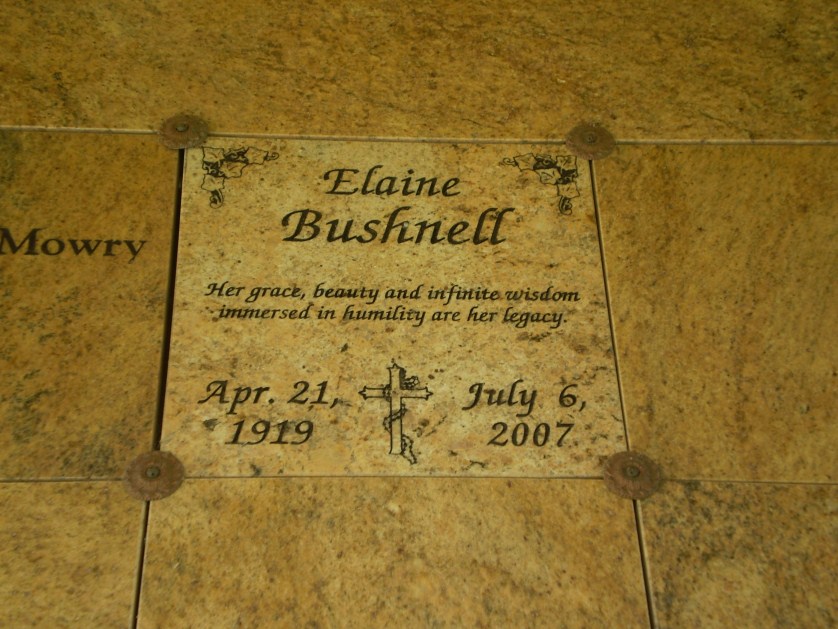 Elaine
Bushnell
Mowry
Her grace, beauty and infinite wisdom
immersed in humility are her legacy.
Apr. 21,
1919
July 6,
2007